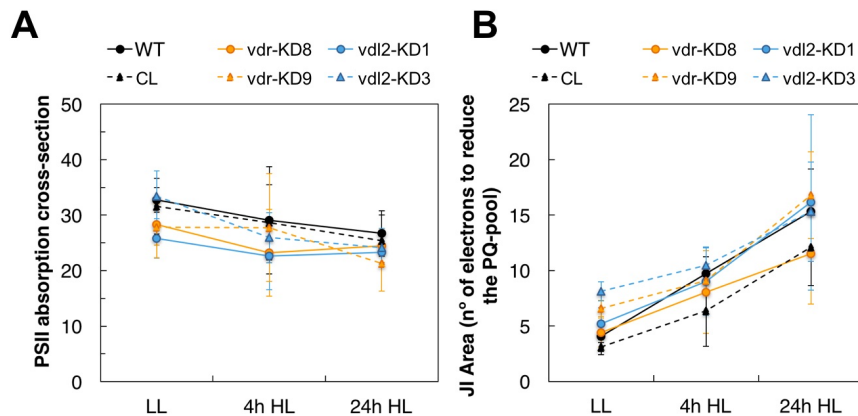 A
WT vdr-KD8 vdl2-KD1
CL vdr-KD9 vdl2-KD3
PSII absorption cross-section
50
40
30
20
10
0
LL 4h HL 24h HL
B
WT vdr-KD8 vdl2-KD1
CL vdr-KD9 vdl2-KD3
JI Area (nº of electrons to reduce
the PQ-pool)
25
20
15
10
5
0
LL 4h HL 24h HL